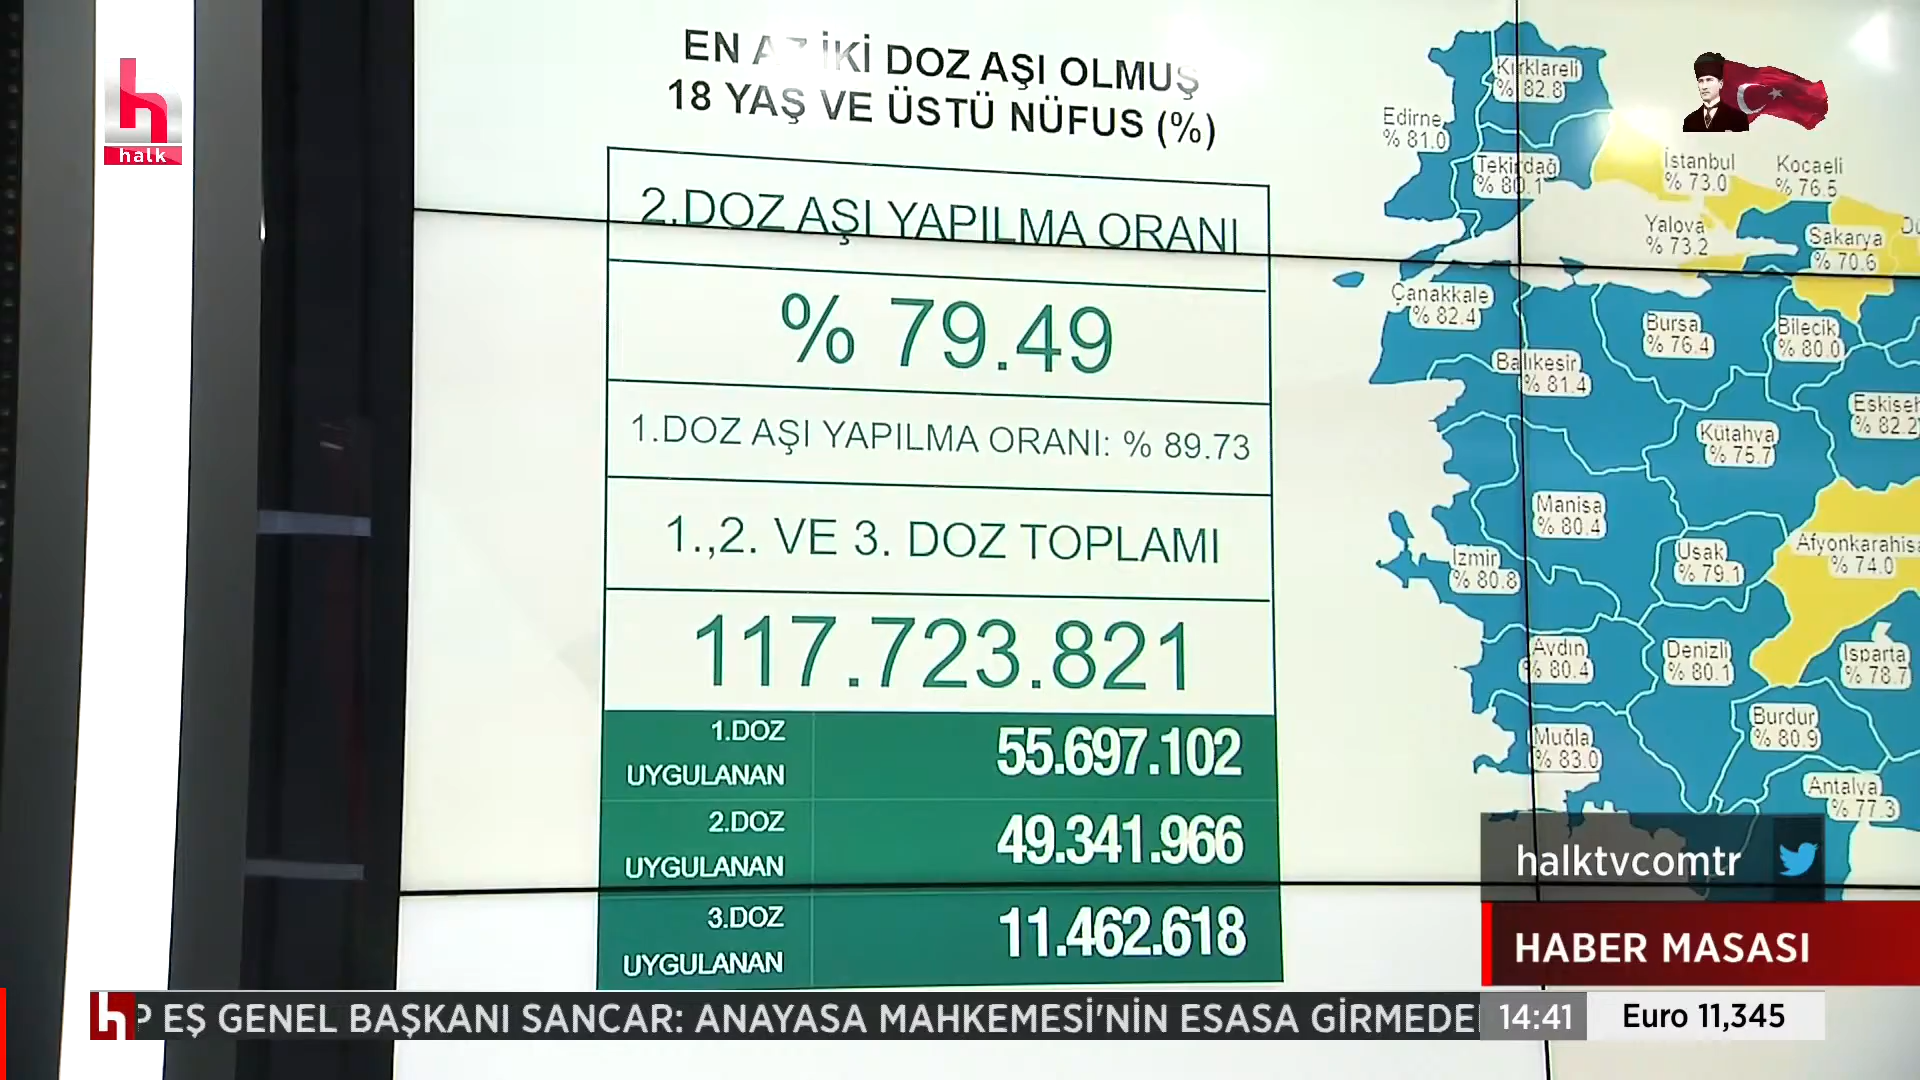 halk
EN AZ İKİ DOZ AŞI OLMUŞ
18 YAŞ VE ÜSTÜ NÜFUS (%)
2.DOZ AŞI YAPILMA ORANI
% 79.49
1.DOZ AŞI YAPILMA ORANI: % 89.73
1.,2. VE 3. DOZ TOPLAMI
117.723.821
1.DOZ
UYGULANAN
55.697.102
2.DOZ
UYGULANAN
49.341.966
3.DOZ
UYGULANAN
11.462.618
Kırklareli
% 82.8
Edirne
% 81.0
Tekirdağ
% 80.1
İstanbul
% 73.0
Kocaeli
% 76.5
Yalova
% 73.2
Sakarya
% 70.6
Çanakkale
% 82.4
Bursa
% 76.4
Bilecik
% 80.0
Balıkesir
% 81.4
Eskişeh
% 82.2
Kütahya
% 75.7
Manisa
% 80.4
Uşak
% 79.1
Afyonkarahisa
% 74.0
İzmir
% 80.8
Aydın
% 80.4
Denizli
% 80.1
Isparta
% 78.7
Burdur
% 80.9
Muğla
% 83.0
Antalya
% 77.3
halktvcomtr
HABER MASASI
h P EŞ GENEL BAŞKANI SANCAR: ANAYASA MAHKEMESİ'NİN ESASA GİRMEDE
14:41
Euro 11,345